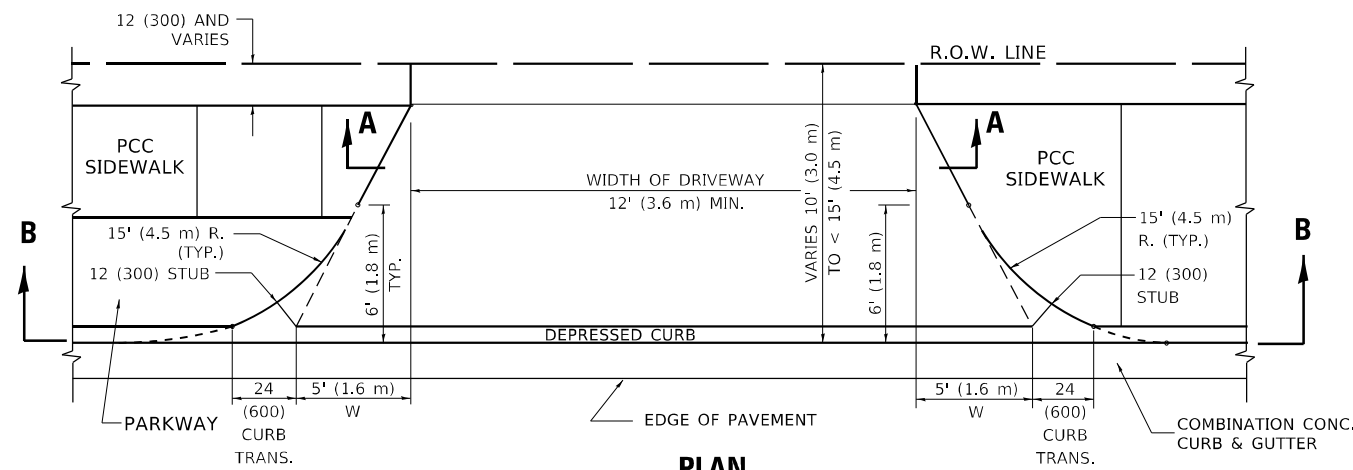 12 (300) AND
VARIES
R.O.W. LINE
A
A
PCC
SIDEWALK
PCC
SIDEWALK
WIDTH OF DRIVEWAY
12' (3.6 m) MIN.
VARIES 10' (3.0 m)
TO < 15' (4.5 m)
B
B
15' (4.5 m) R.
(TYP.)
15' (4.5 m)
R. (TYP.)
12 (300) STUB
12 (300)
STUB
6' (1.8 m)
TYP.
6' (1.8 m)
DEPRESSED CURB
24
(600)
CURB
TRANS.
5' (1.6 m)
W
5' (1.6 m)
W
24
(600)
CURB
TRANS.
PARKWAY
EDGE OF PAVEMENT
COMBINATION CONC.
CURB & GUTTER
PLAN